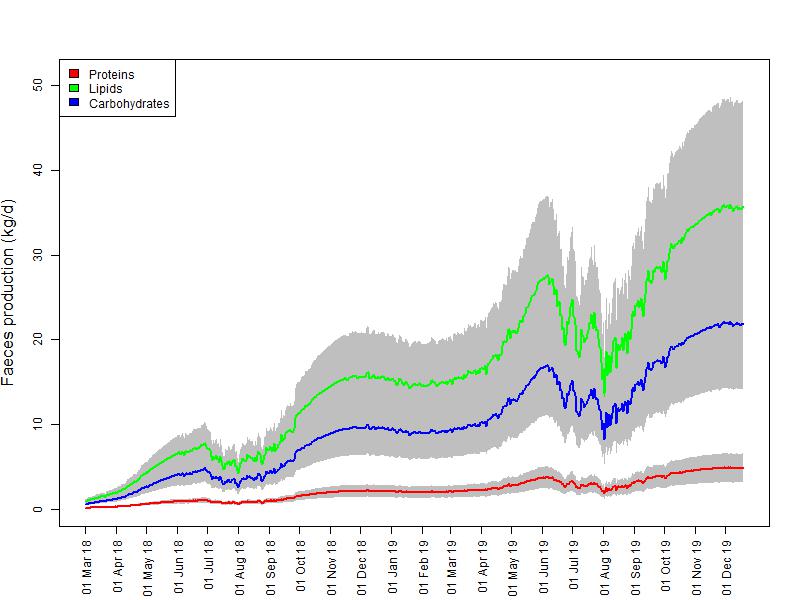 Proteins
Lipids
Carbohydrates
Faeces production (kg/d)
50
40
30
20
10
0
01 Mar 18
01 Apr 18
01 May 18
01 Jun 18
01 Jul 18
01 Aug 18
01 Sep 18
01 Oct 18
01 Nov 18
01 Dec 18
01 Jan 19
01 Feb 19
01 Mar 19
01 Apr 19
01 May 19
01 Jun 19
01 Jul 19
01 Aug 19
01 Sep 19
01 Oct 19
01 Nov 19
01 Dec 19